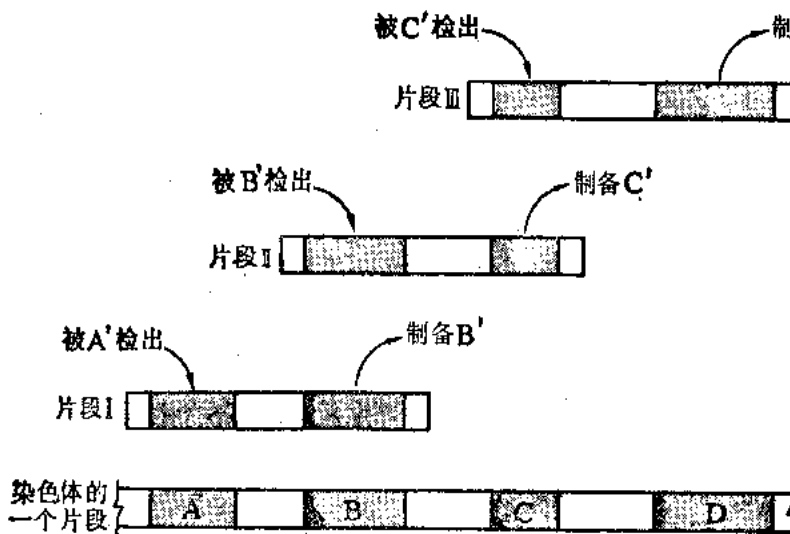 被C′检出
制
片段Ⅲ
被B′检出
制备C′
片段Ⅱ
被A′检出
制备B′
片段Ⅰ
染色体的
一个片段
A B C D